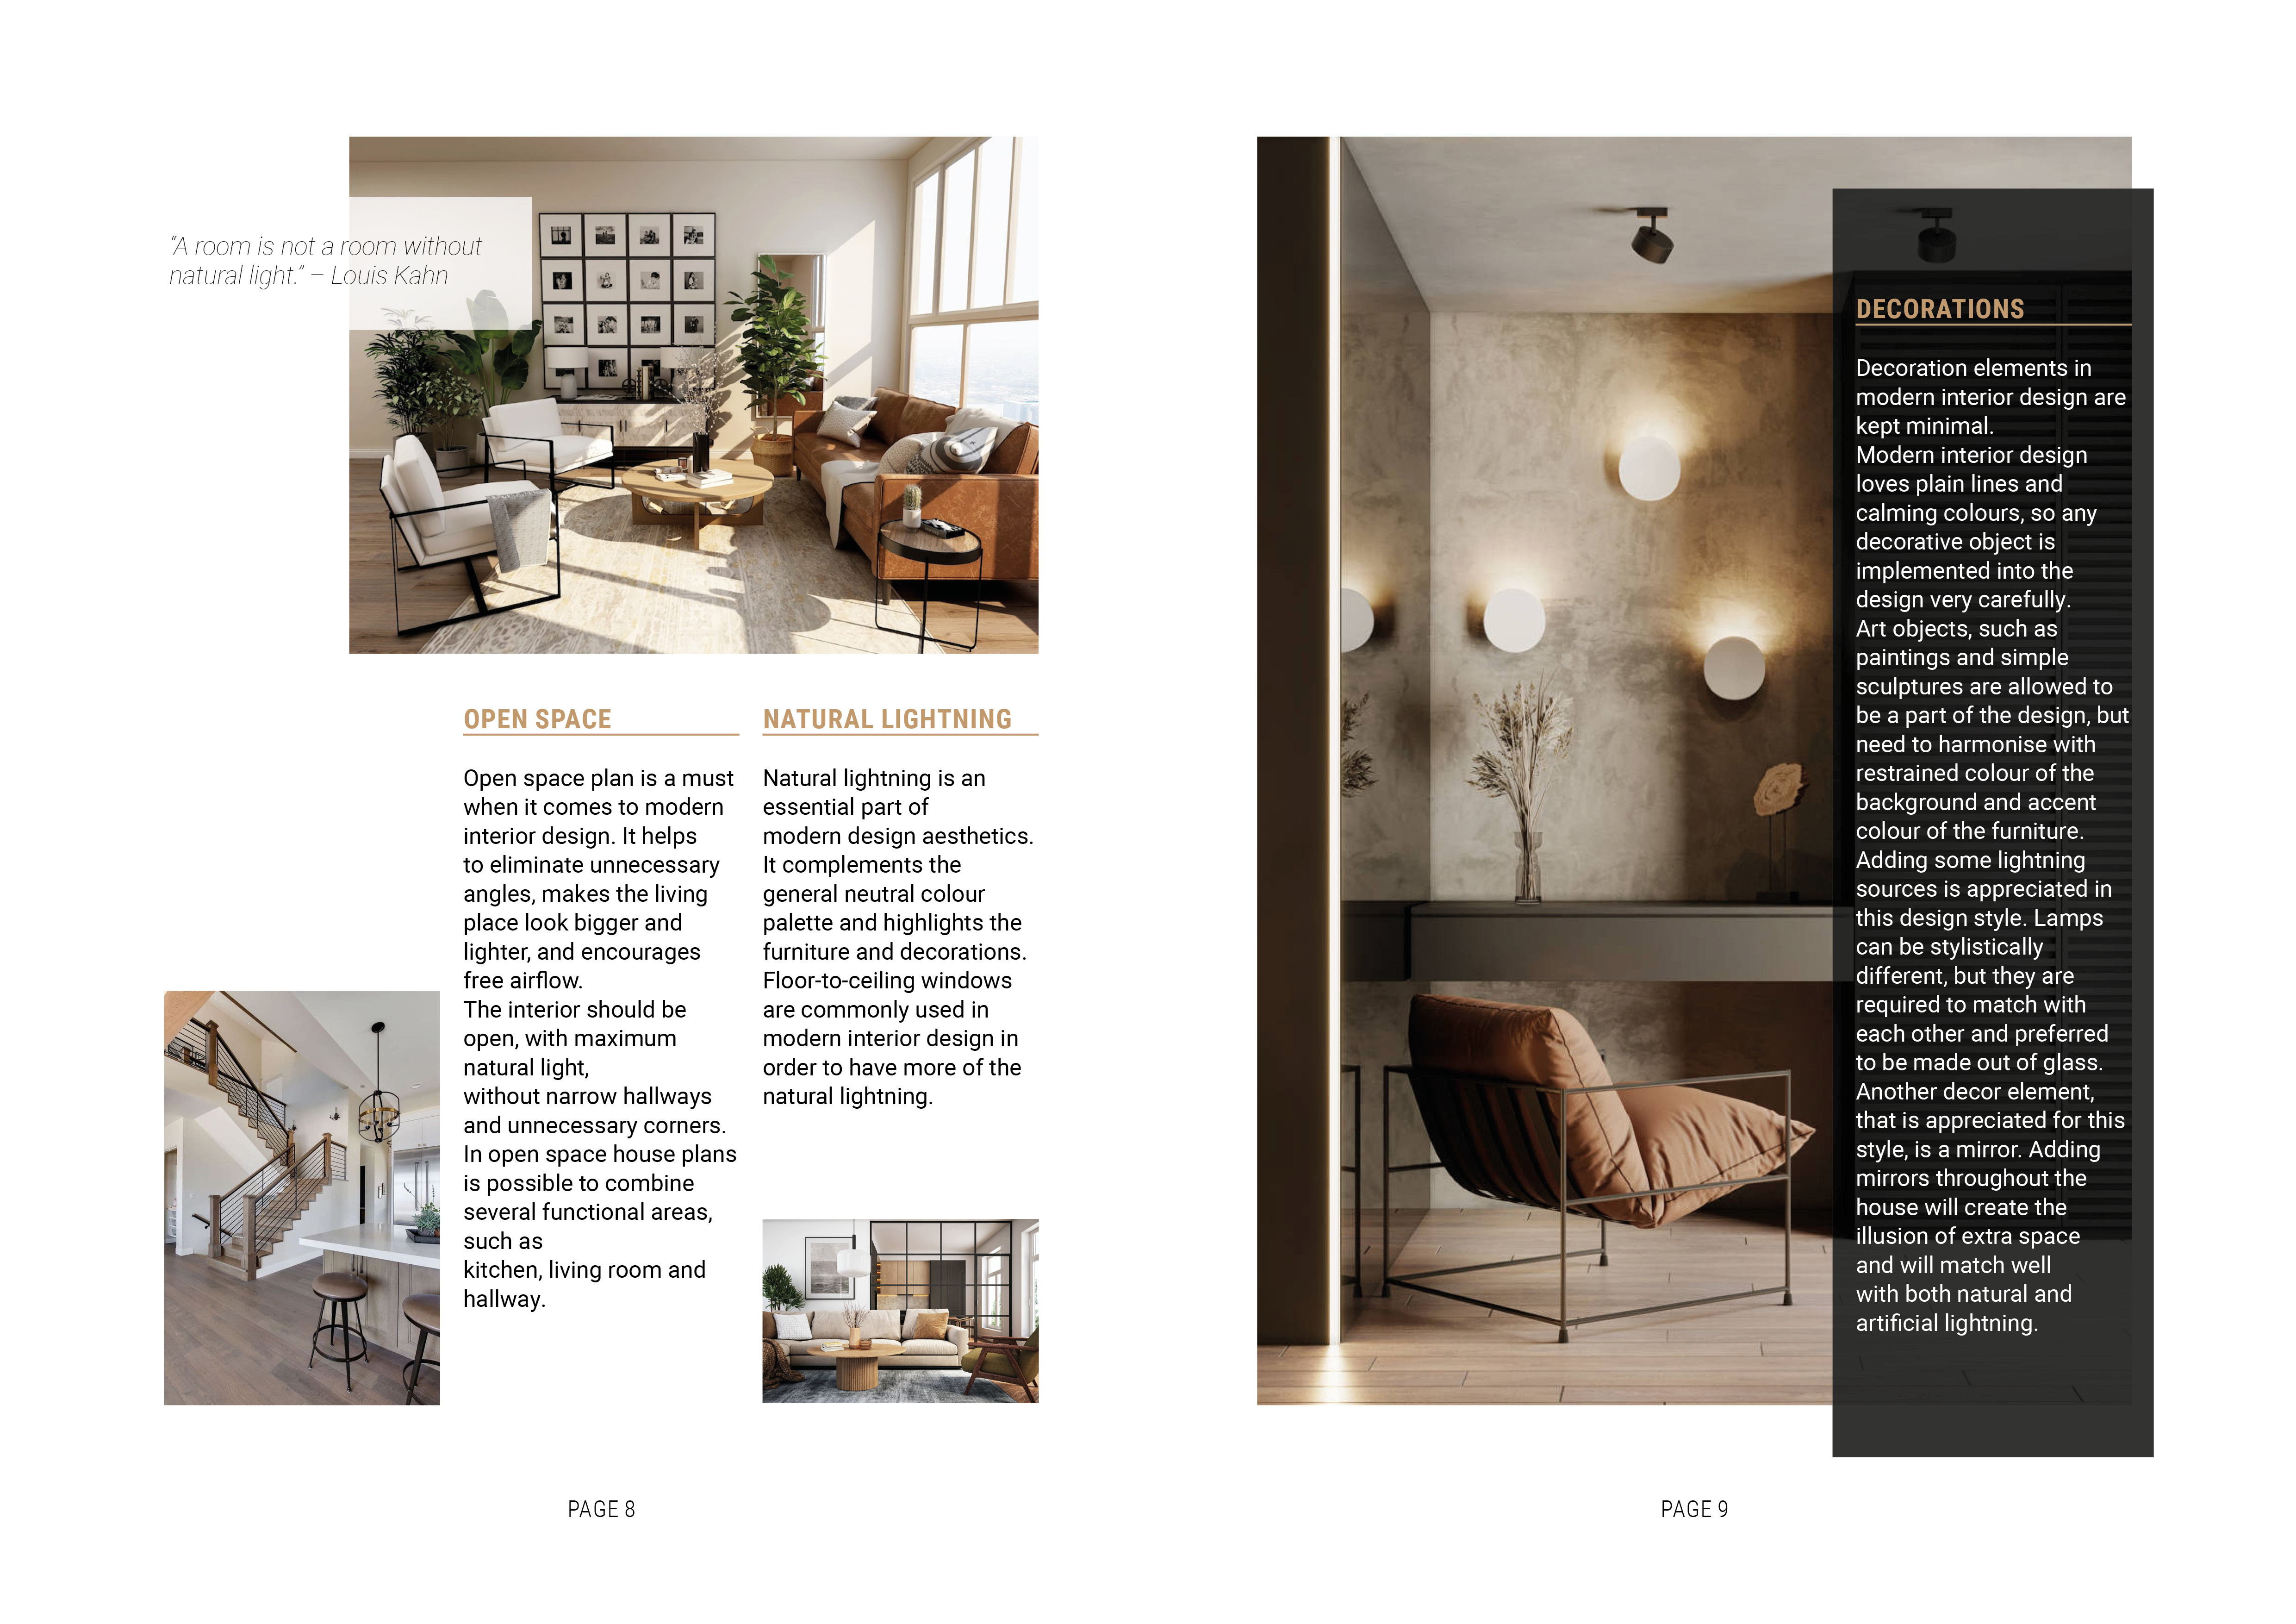 “A room is not a room without
natural light.” – Louis Kahn
OPEN SPACE
Open space plan is a must
when it comes to modern
interior design. It helps
to eliminate unnecessary
angles, makes the living
place look bigger and
lighter, and encourages
free airflow.
The interior should be
open, with maximum
natural light,
without narrow hallways
and unnecessary corners.
In open space house plans
is possible to combine
several functional areas,
such as
kitchen, living room and
hallway.
NATURAL LIGHTNING
Natural lightning is an
essential part of
modern design aesthetics.
It complements the
general neutral colour
palette and highlights the
furniture and decorations.
Floor-to-ceiling windows
are commonly used in
modern interior design in
order to have more of the
natural lightning.
PAGE 8
DECORATIONS
Decoration elements in
modern interior design are
kept minimal.
Modern interior design
loves plain lines and
calming colours, so any
decorative object is
implemented into the
design very carefully.
Art objects, such as
paintings and simple
sculptures are allowed to
be a part of the design, but
need to harmonise with
restrained colour of the
background and accent
colour of the furniture.
Adding some lightning
sources is appreciated in
this design style. Lamps
can be stylistically
different, but they are
required to match with
each other and preferred
to be made out of glass.
Another decor element,
that is appreciated for this
style, is a mirror. Adding
mirrors throughout the
house will create the
illusion of extra space
and will match well
with both natural and
artificial lightning.
PAGE 9